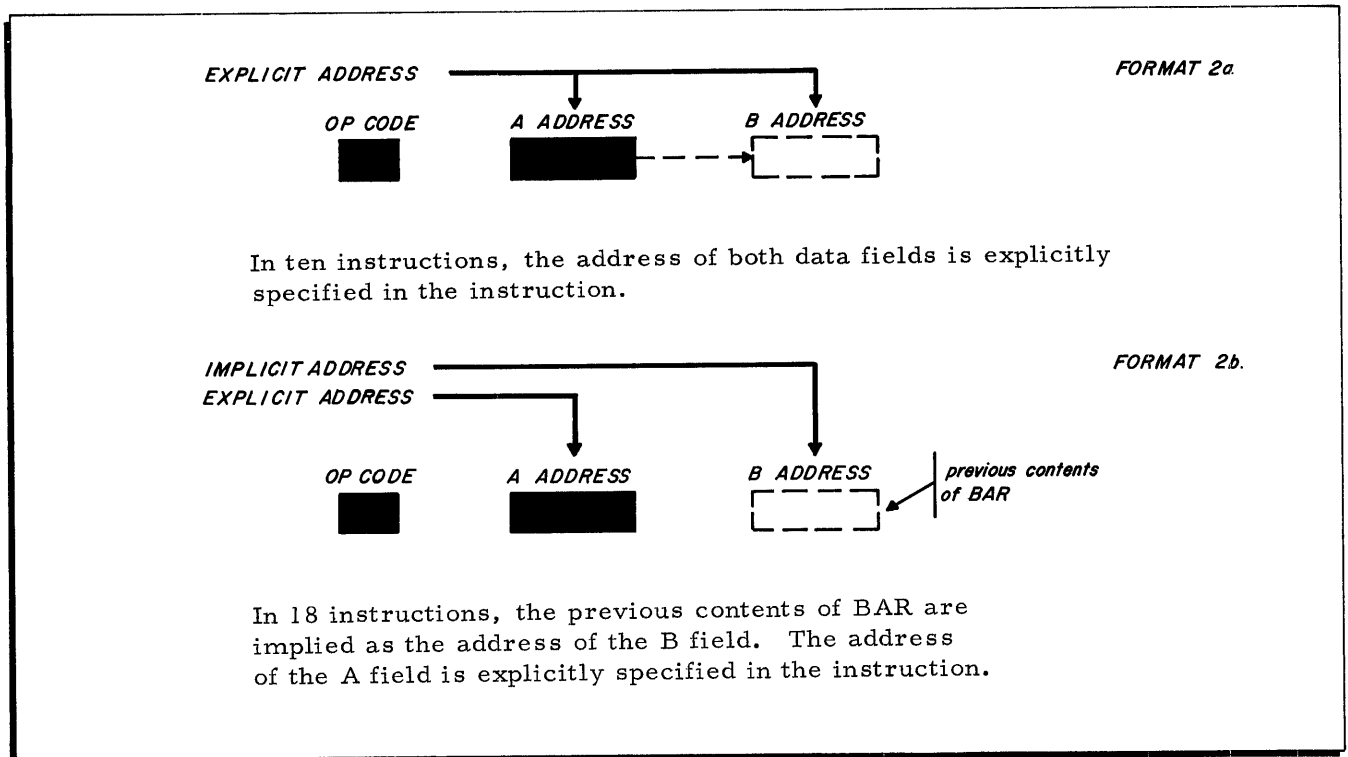 EXPLICIT ADDRESS
FORMAT 2a.
OP CODE A ADDRESS B ADDRESS
In ten instructions, the address of both data fields is explicitly
specified in the instruction.
IMPLICIT ADDRESS
FORMAT 2b.
EXPLICIT ADDRESS
OP CODE A ADDRESS B ADDRESS
previous contents
of BAR
In 18 instructions, the previous contents of BAR are
implied as the address of the B field. The address
of the A field is explicitly specified in the instruction.